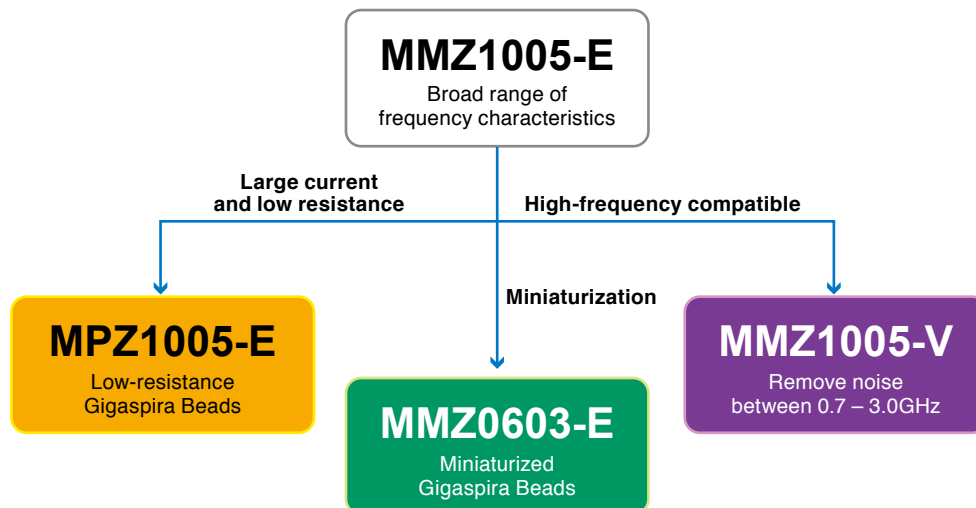 MMZ1005-E
Broad range of
frequency characteristics
Large current
and low resistance
High-frequency compatible
Miniaturization
MPZ1005-E
Low-resistance
Gigaspira Beads
MMZ0603-E
Miniaturized
Gigaspira Beads
MMZ1005-V
Remove noise
between 0.7 – 3.0GHz